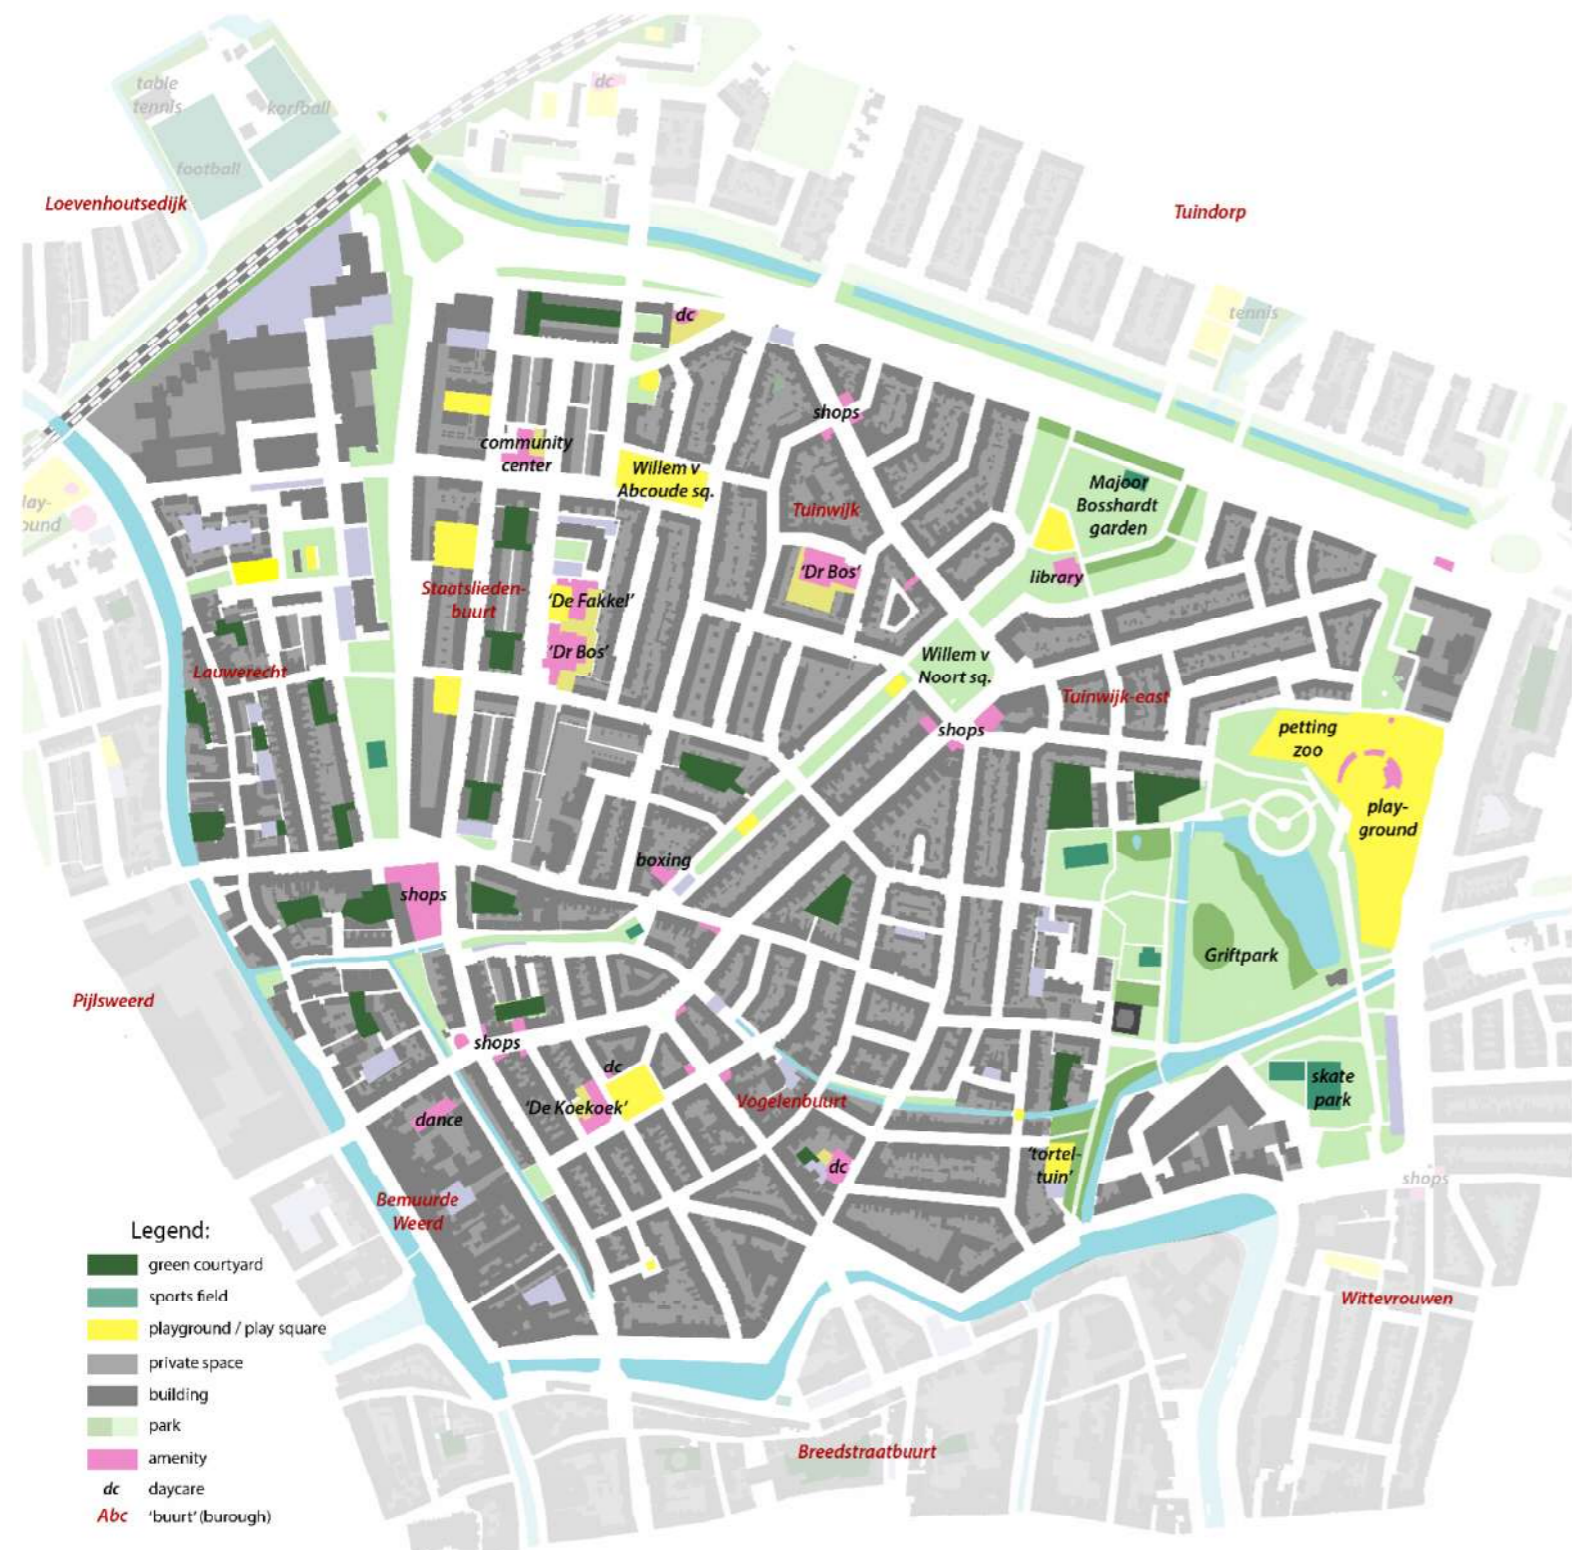 table
tennis
korfball
football
dc
Loevenhoutsedijk
Tuindorp
tennis
dc
shops
community
center
Willem v
Abcoude sq.
Majoor
Bosshardt
garden
lay-
ound
Tuinwijk
'Dr Bos'
library
Staatslieden-
buurt
'De Fakkel'
'Dr Bos'
Lauwerecht
Willem v
Noort sq.
Tuinwijk-east
shops
petting
zoo
play-
ground
boxing
shops
Griftpark
Pijlsweerd
shops
dc
'De Koekoek'
Vogelenbuurt
skate
park
dance
'tortel-
tuin'
dc
shops
Bemuurde
Weerd
Wittevrouwen
Breedstraatbuurt
Legend:
green courtyard
sports field
playground / play square
private space
building
park
amenity
dc daycare
Abc 'buurt' (burough)